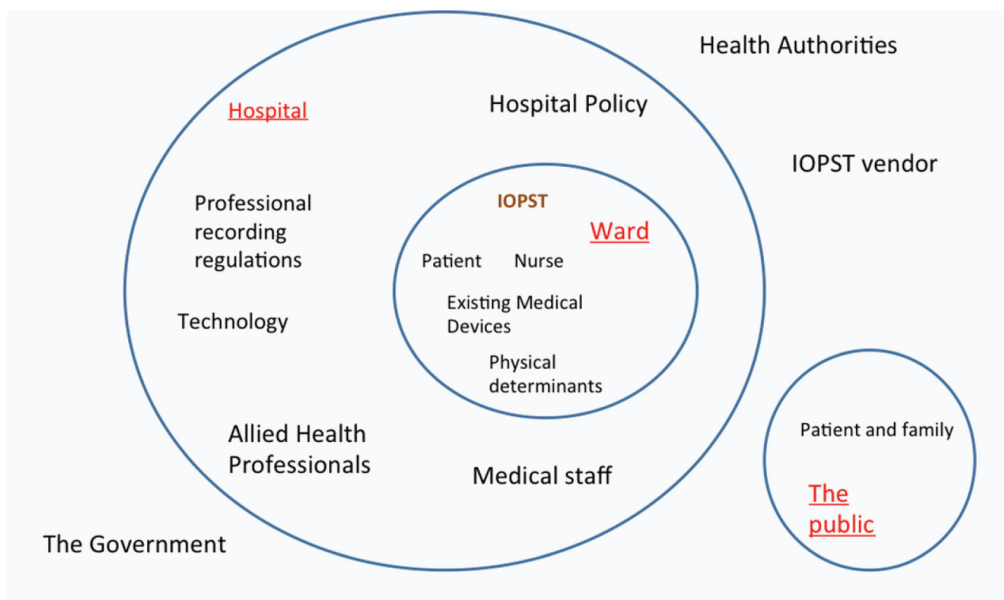 Health Authorities
Hospital
Hospital Policy
IOPST vendor
Professional
recording
regulations
IOPST
Ward
Patient
Nurse
Existing Medical
Devices
Technology
Physical
determinants
Allied Health
Professionals
Medical staff
Patient and family
The
public
The Government